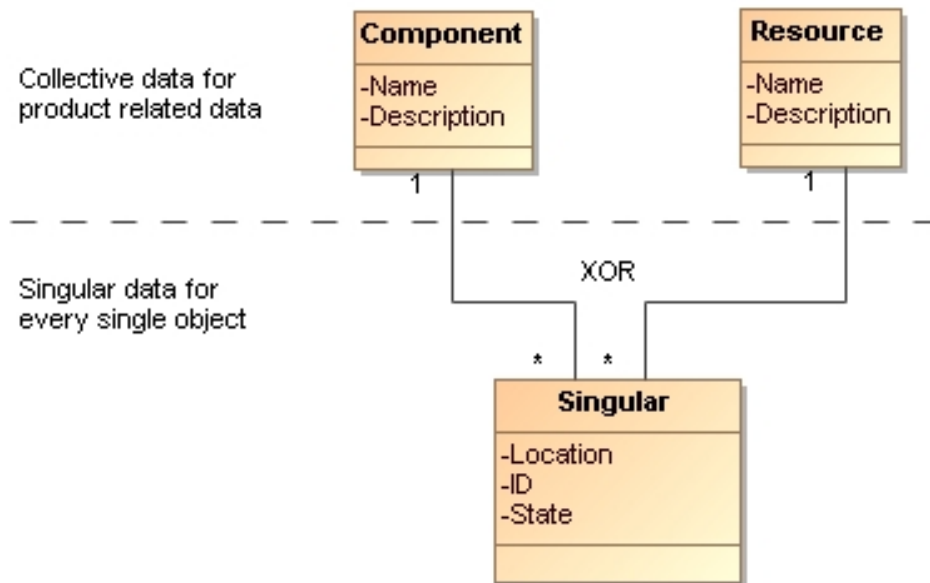 Component
-Name
-Description
Resource
-Name
-Description
Collective data for
product related data
1
1
XOR
Singular data for
every single object
*
*
Singular
-Location
-ID
-State